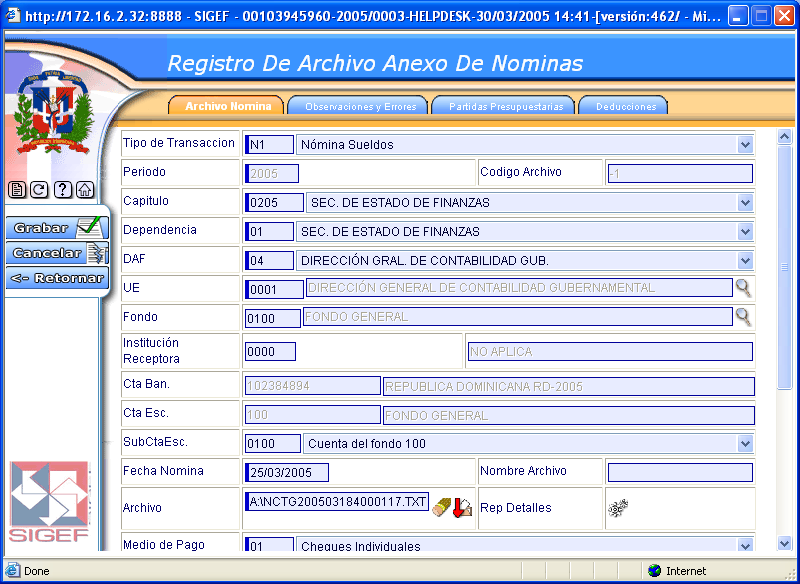 http://172.16.2.32:8888 - SIGEF - 00103945960-2005/0003-HELPDESK-30/03/2005 14:41-[versión:462/ - Mi...
Registro De Archivo Anexo De Nominas
Archivo Nomina Observaciones y Errores Partidas Presupuestarias Deducciones
Tipo de Transaccion N1 Nómina Sueldos
Periodo 2005 Codigo Archivo -1
Capitulo 0205 SEC. DE ESTADO DE FINANZAS
Dependencia 01 SEC. DE ESTADO DE FINANZAS
DAF 04 DIRECCIÓN GRAL. DE CONTABILIDAD GUB.
UE 0001 DIRECCIÓN GENERAL DE CONTABILIDAD GUBERNAMENTAL
Fondo 0100 FONDO GENERAL
Institución
Receptora 0000 NO APLICA
Cta Ban. 102384894 REPUBLICA DOMINICANA RD-2005
Cta Esc. 100 FONDO GENERAL
SubCtaEsc. 0100 Cuenta del fondo 100
Fecha Nomina 25/03/2005 Nombre Archivo
Archivo A:\NCTG200503184000117.TXT Rep Detalles
Medio de Pago 01 Cheques Individuales
Grabar
Cancelar
<- Retornar
SIGEF
Done Internet